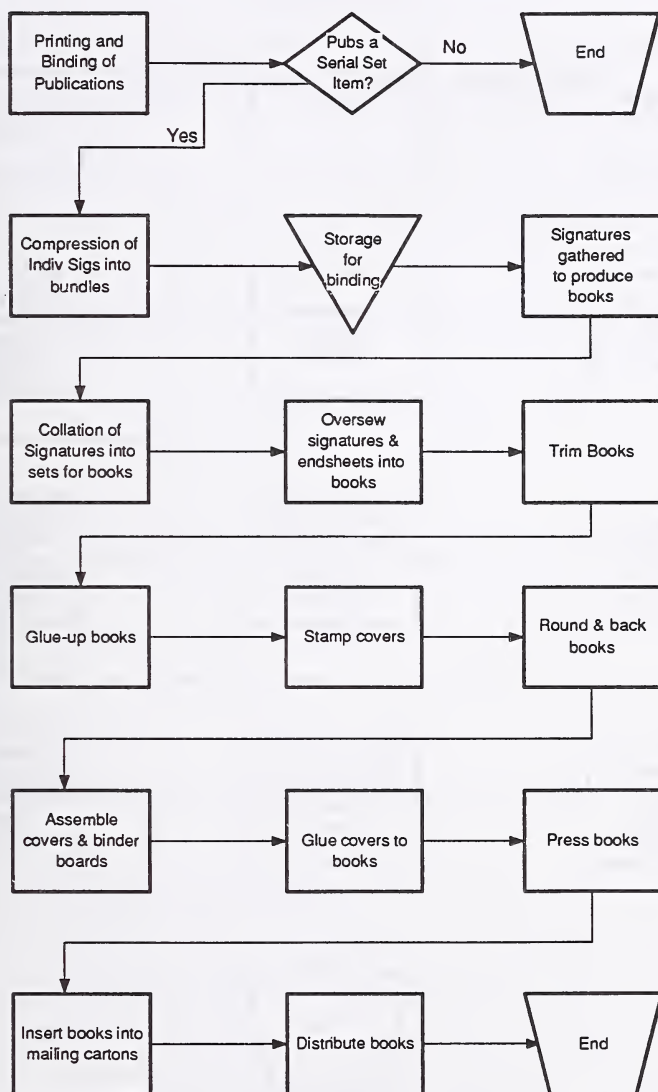 Printing and
Binding of
Publications
Pubs a
Serial Set
Item?
No
End
Yes
Compression of
Indiv Sigs into
bundles
Storage
for
binding
Signatures
gathered
to produce
books
Collation of
Signatures into
sets for books
Oversew
signatures &
endsheets into
books
Trim Books
Glue-up books
Stamp covers
Round & back
books
Assemble
covers & binder
boards
Glue covers to
books
Press books
Insert books into
mailing cartons
Distribute books
End